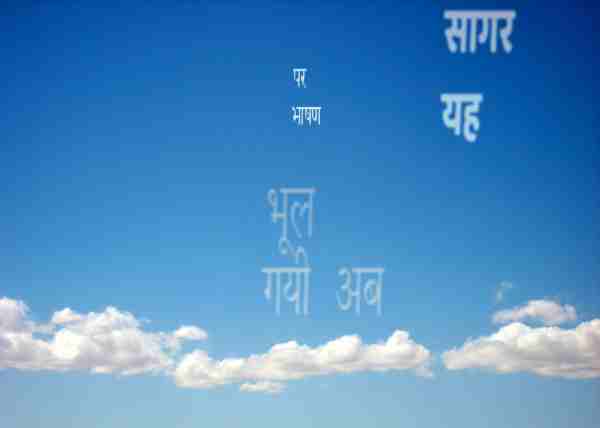 सागर
यह
पर
भाषण
भूल
गयी अब